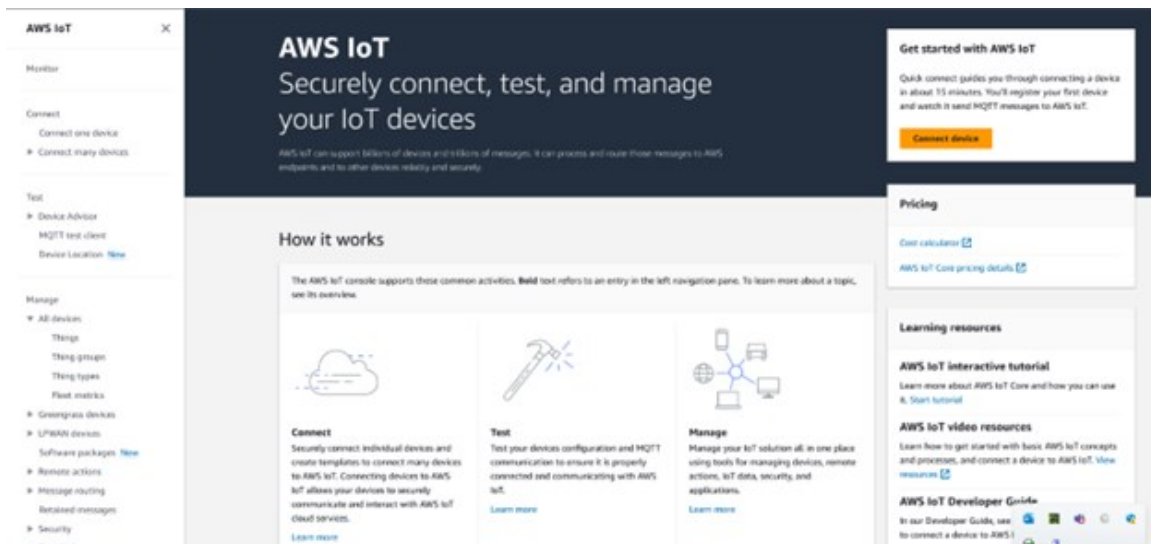 AWS IoT
Monitor
Connect
Connect one device
Connect many devices
Test
Device Advisor
MQTT test client
Device Location New
Manage
All devices
Things
Thing groups
Thing types
Fleet metrics
Greengrass devices
LPWAN devices
Software packages New
Remote actions
Message routing
Retained messages
Security
AWS IoT
Securely connect, test, and manage
your IoT devices
AWS IoT can support billions of devices and trillions of messages. It can process and route those messages to AWS
endpoints and to other devices reliably and securely.
How it works
The AWS IoT console supports these common activities. Bold text refers to an entry in the left navigation pane. To learn more about a topic,
see its overview.
Connect
Securely connect individual devices and
create templates to connect many devices
to AWS IoT. Connecting devices to AWS
IoT allows your devices to securely
communicate and interact with AWS IoT
cloud services.
Learn more
Test
Test your devices configuration and MQTT
communication to ensure it is properly
connected and communicating with AWS
IoT.
Learn more
Manage
Manage your IoT solution all in one place
using tools for managing devices, remote
actions, IoT data, security, and
applications.
Learn more
Get started with AWS IoT
Quick connect guides you through connecting a device
in about 15 minutes. You'll register your first device
and watch it send MQTT messages to AWS IoT.
Connect device
Pricing
Cost calculator
AWS IoT Core pricing details
Learning resources
AWS IoT interactive tutorial
Learn more about AWS IoT Core and how you can use
it. Start tutorial
AWS IoT video resources
Learn how to get started with basic AWS IoT concepts
and processes, and connect a device to AWS IoT. View
resources
AWS IoT Developer Guide
In our Developer Guide, see
to connect a device to AWS I